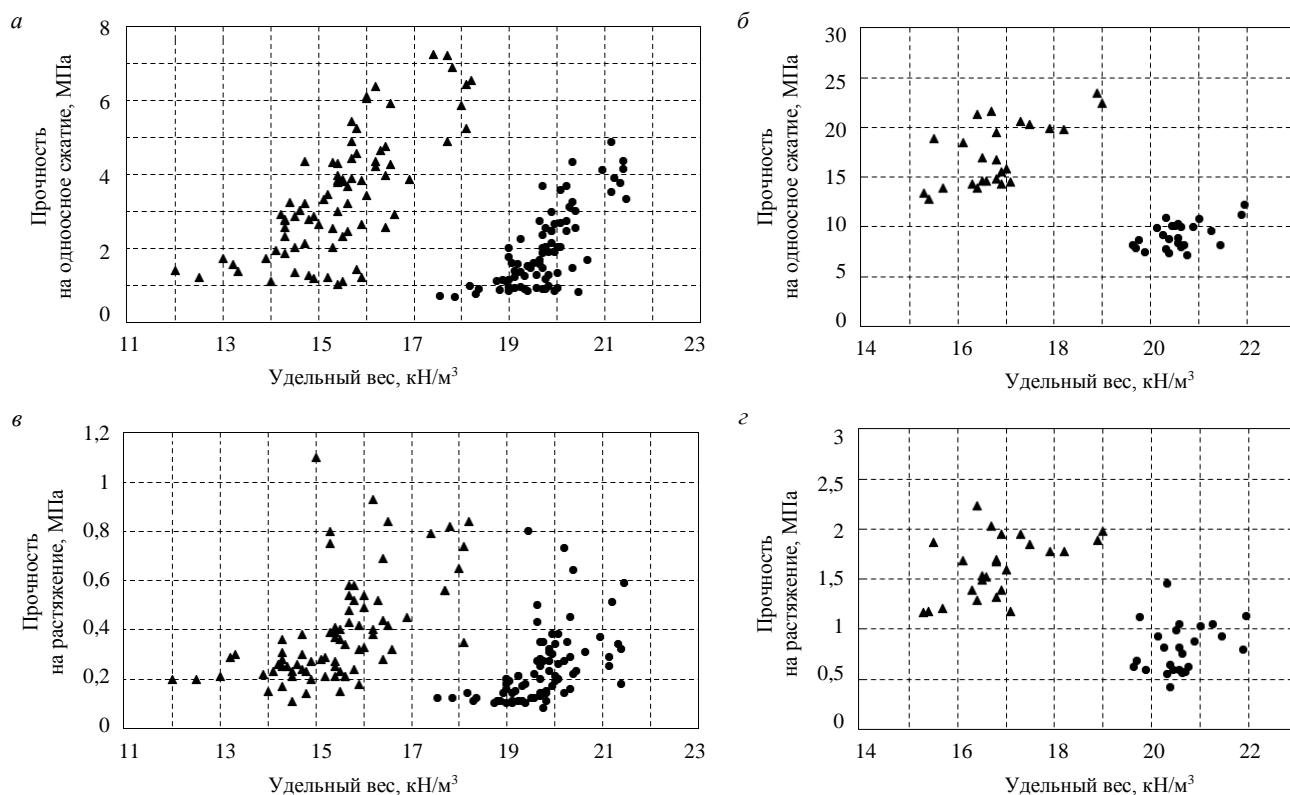 а
Прочность
на одноосное сжатие, МПа
8
6
4
2
0
11 13 15 17 19 21 23
Удельный вес, кН/м³
б
Прочность
на одноосное сжатие, МПа
30
25
20
15
10
5
0
14 16 18 20 22
Удельный вес, кН/м³
в
Прочность
на растяжение, МПа
1,2
1
0,8
0,6
0,4
0,2
0
11 13 15 17 19 21 23
Удельный вес, кН/м³
г
Прочность
на растяжение, МПа
3
2,5
2
1,5
1
0,5
0
14 16 18 20 22
Удельный вес, кН/м³